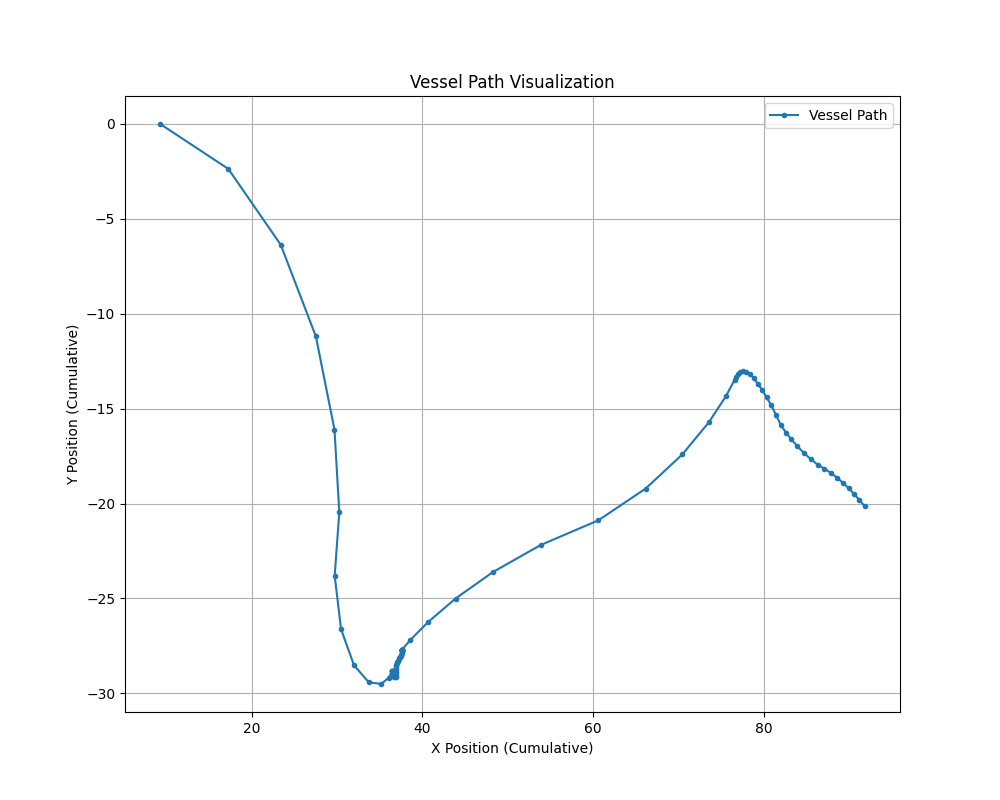 Vessel Path Visualization
Vessel Path
0
−5
−10
−15
−20
−25
−30
Y Position (Cumulative)
20
40
60
80
X Position (Cumulative)